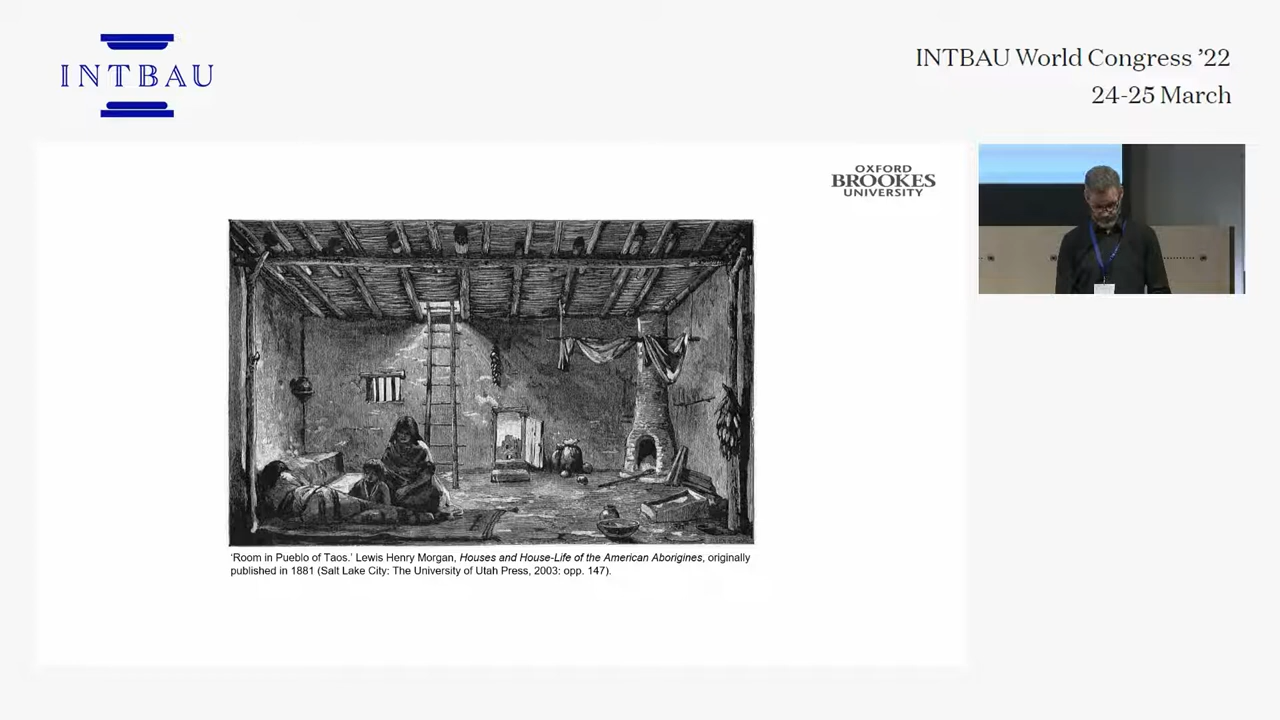 INTBAU
INTBAU World Congress ’22
24-25 March
OXFORD
BROOKES
UNIVERSITY
‘Room in Pueblo of Taos.’ Lewis Henry Morgan, Houses and House-Life of the American Aborigines, originally
published in 1881 (Salt Lake City: The University of Utah Press, 2003: opp. 147).